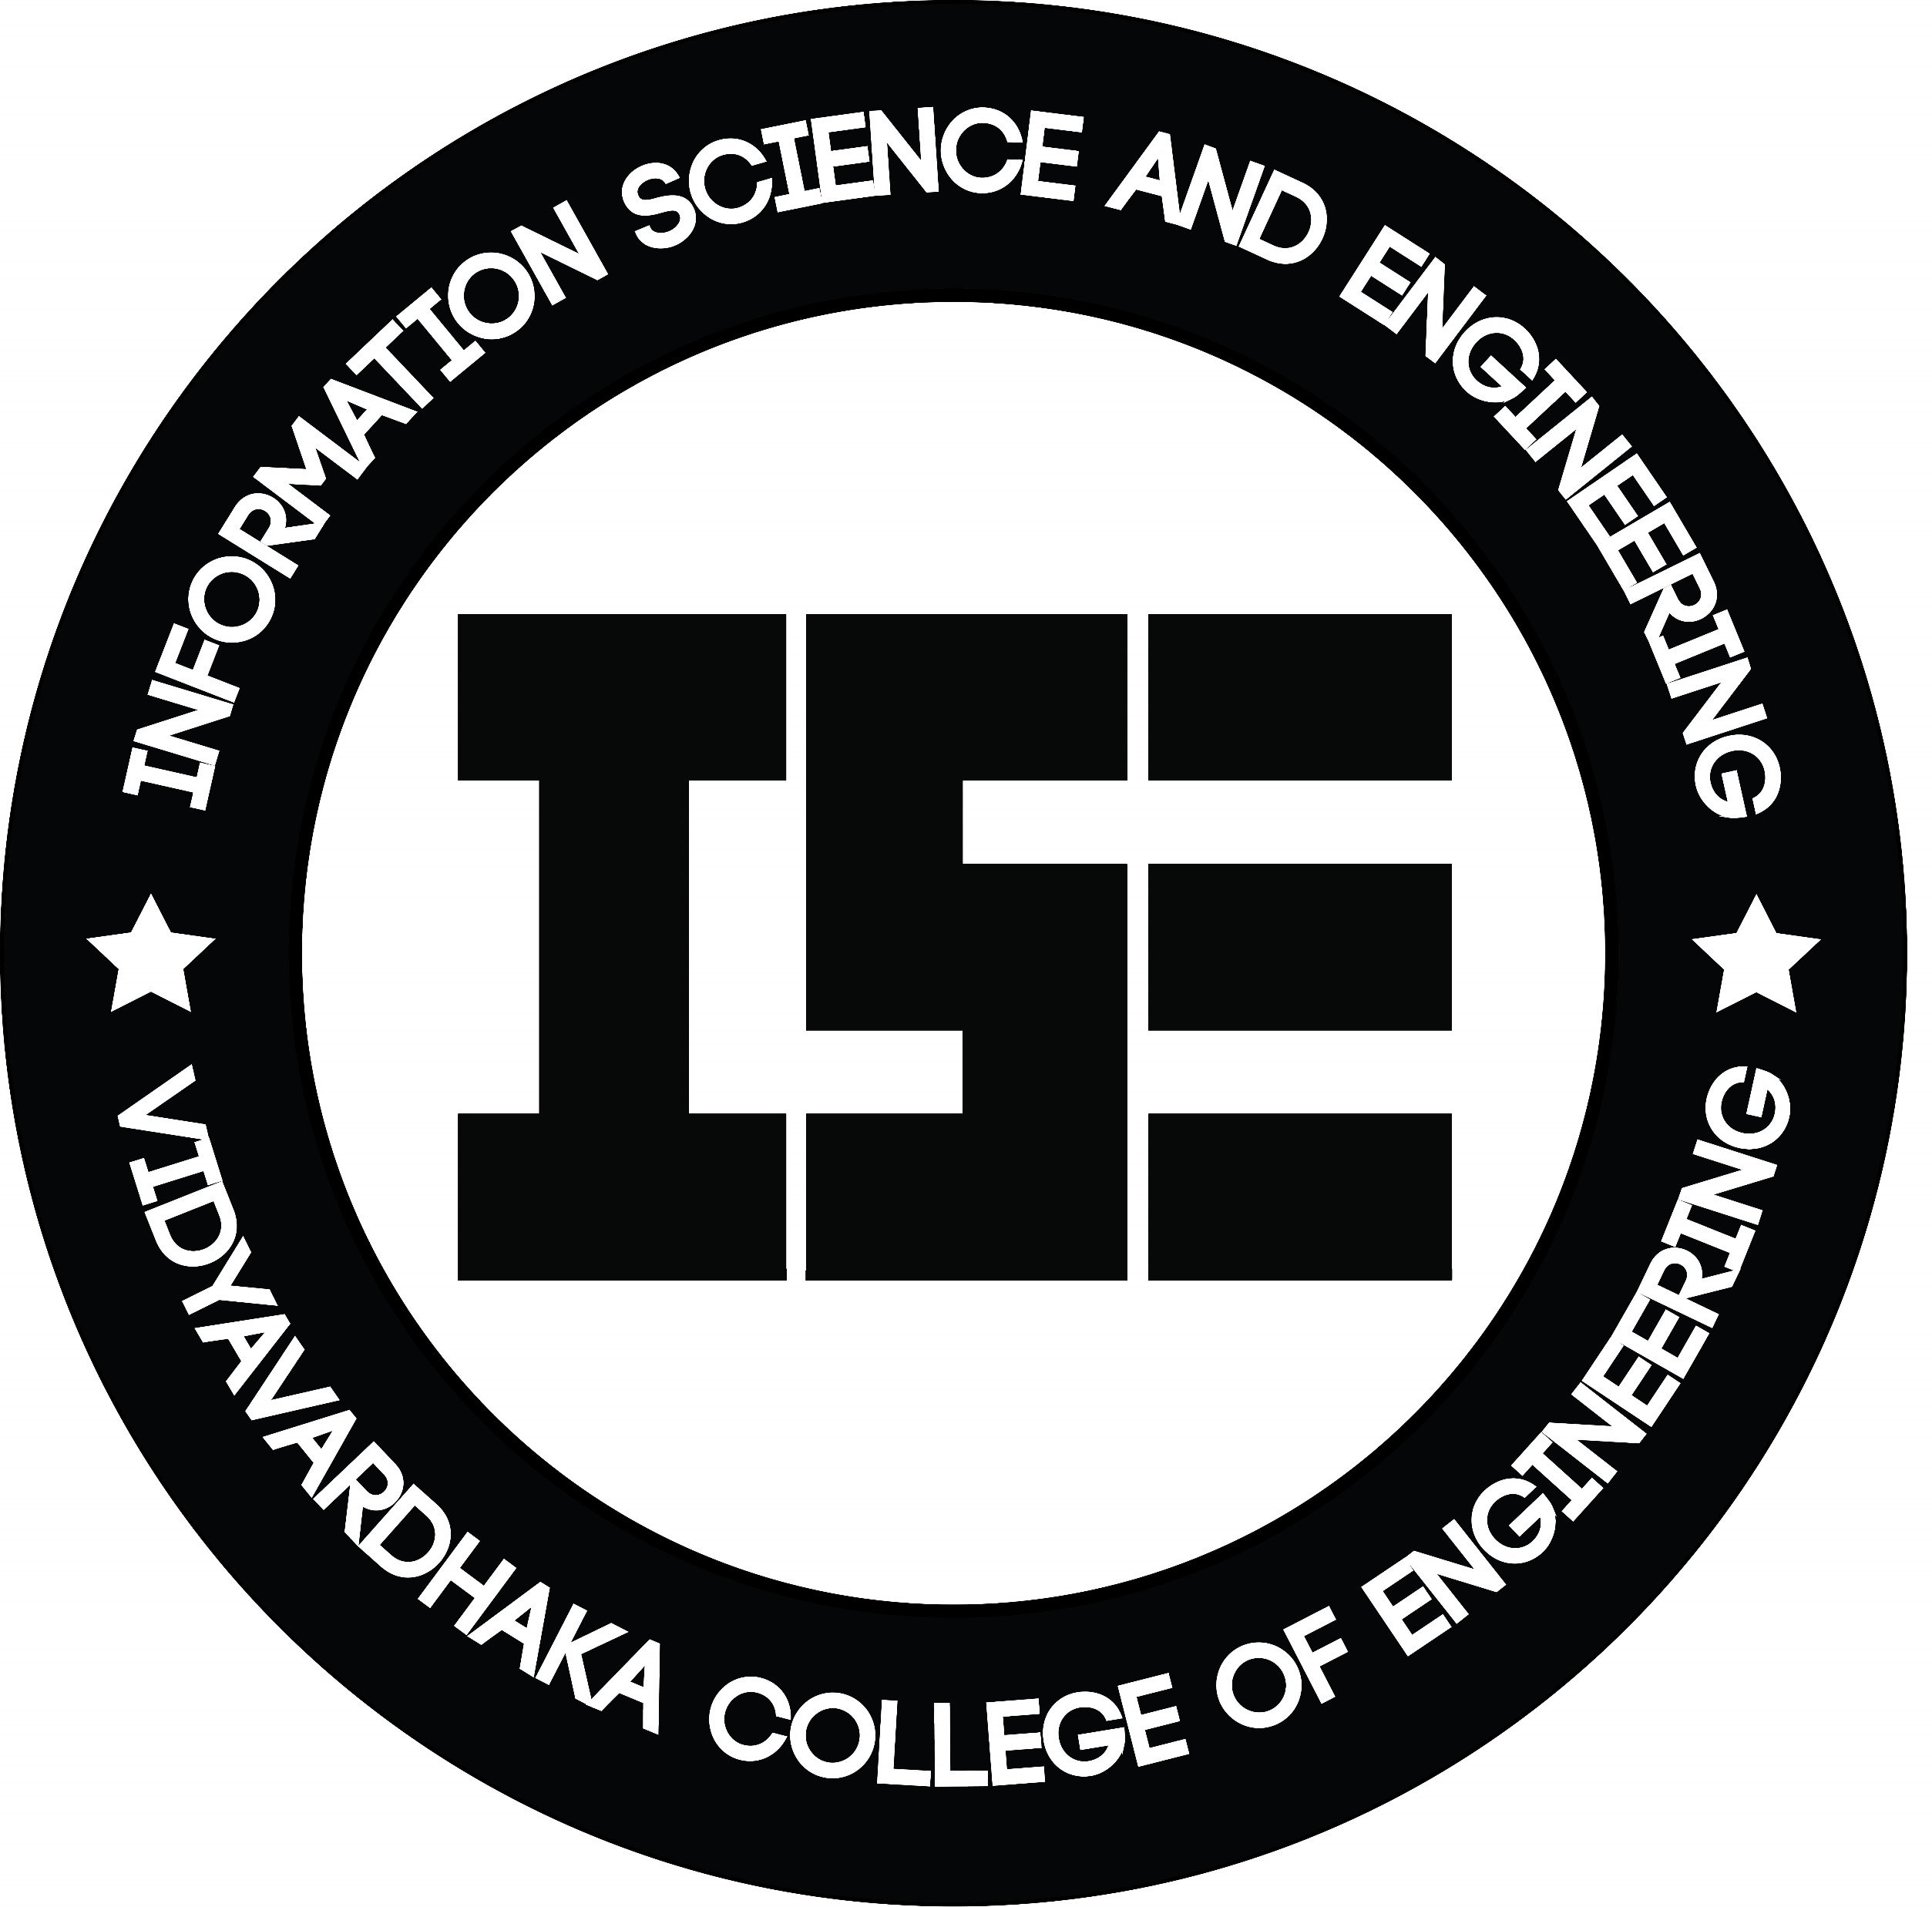 INFORMATION SCIENCE AND ENGINEERING
ISE
VIDYAVARDHAKA COLLEGE OF ENGINEERING